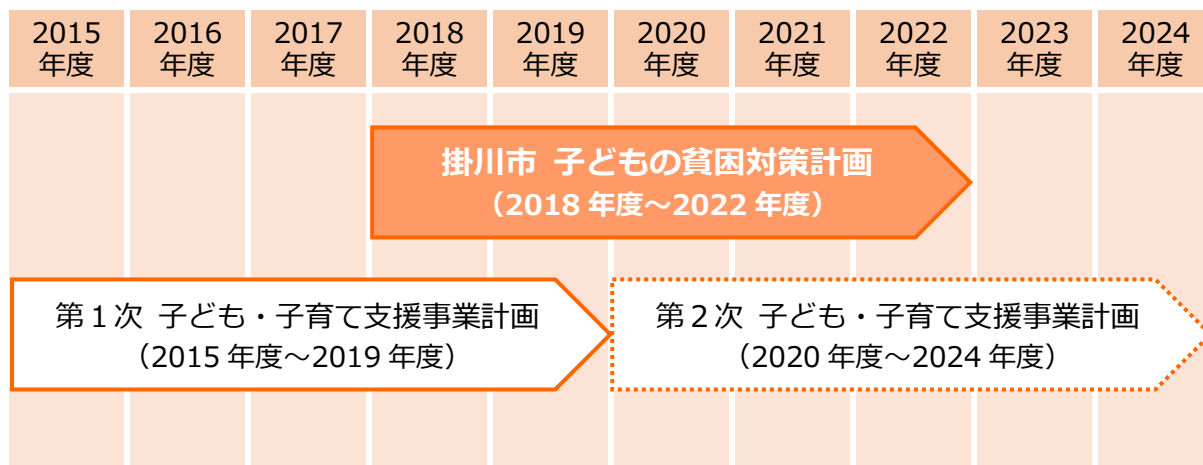 2015 2016 2017 2018 2019 2020 2021 2022 2023 2024
年度 年度 年度 年度 年度 年度 年度 年度 年度 年度
掛川市 子どもの貧困対策計画
（2018 年度～2022 年度）
第１次 子ども・子育て支援事業計画
（2015 年度～2019 年度）
第２次 子ども・子育て支援事業計画
（2020 年度～2024 年度）